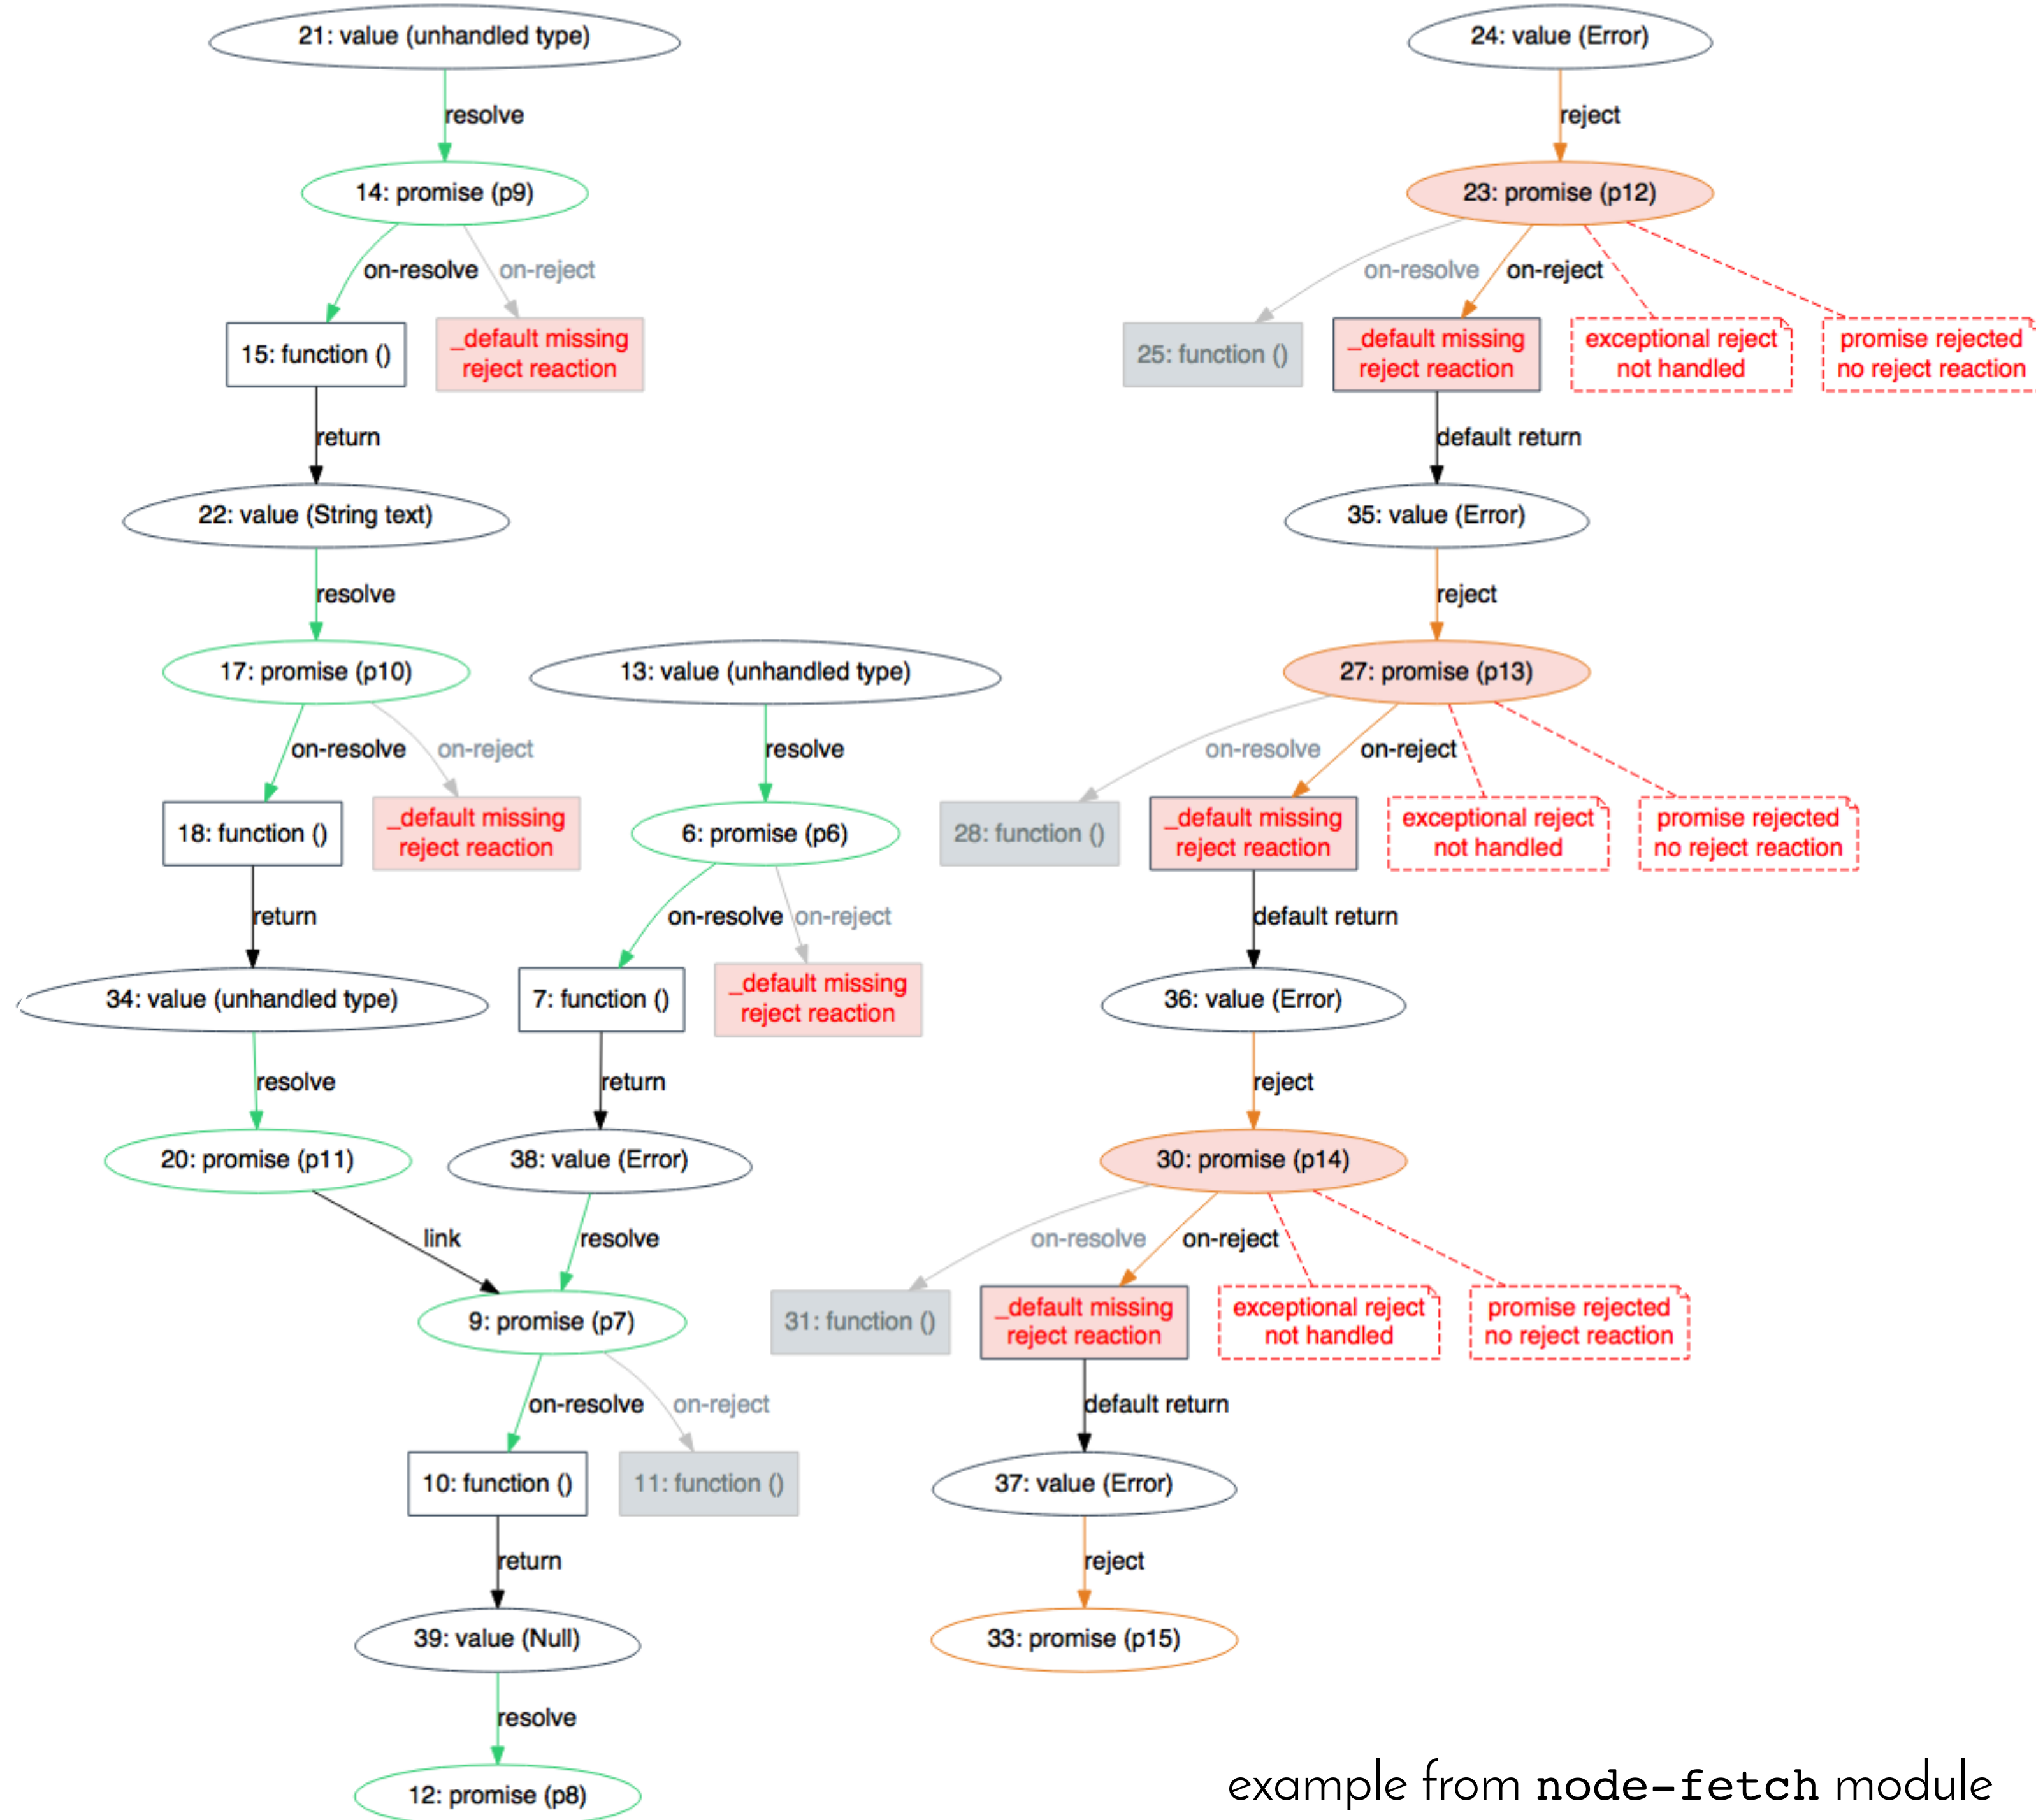 21: value (unhandled type)
24: value (Error)
resolve
reject
14: promise (p9)
23: promise (p12)
on-resolve
on-reject
on-resolve
on-reject
15: function ()
_default missing
reject reaction
25: function ()
_default missing
reject reaction
exceptional reject
not handled
promise rejected
no reject reaction
return
default return
22: value (String text)
35: value (Error)
resolve
reject
17: promise (p10)
13: value (unhandled type)
27: promise (p13)
on-resolve
on-reject
resolve
on-resolve
on-reject
18: function ()
_default missing
reject reaction
6: promise (p6)
28: function ()
_default missing
reject reaction
exceptional reject
not handled
promise rejected
no reject reaction
return
on-resolve
on-reject
default return
34: value (unhandled type)
7: function ()
_default missing
reject reaction
36: value (Error)
resolve
return
reject
20: promise (p11)
38: value (Error)
30: promise (p14)
link
resolve
on-resolve
on-reject
9: promise (p7)
31: function ()
_default missing
reject reaction
exceptional reject
not handled
promise rejected
no reject reaction
on-resolve
on-reject
default return
10: function ()
11: function ()
37: value (Error)
return
reject
39: value (Null)
33: promise (p15)
resolve
12: promise (p8)
example from node-fetch module